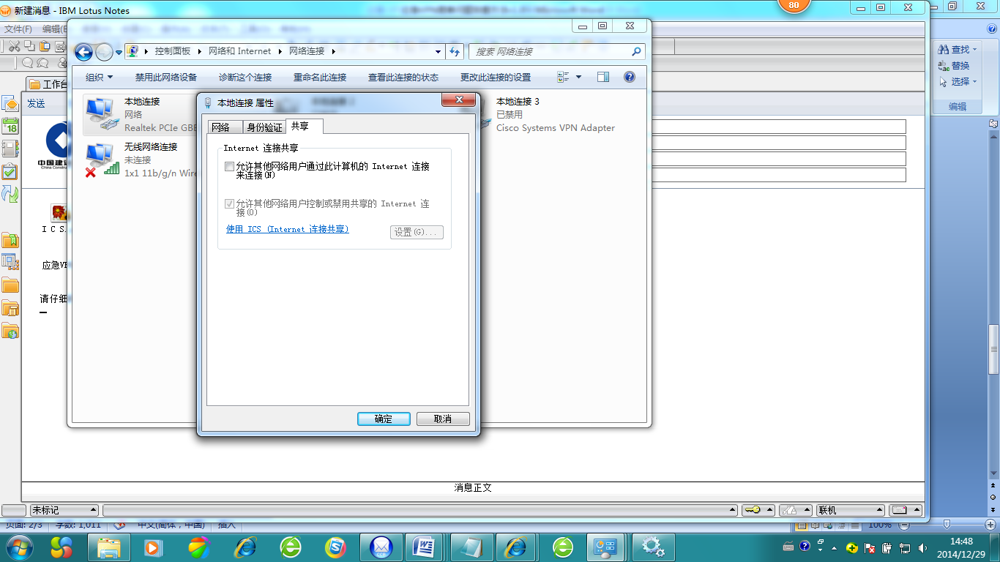 新建消息 - IBM Lotus Notes
80
文件(F) 编辑(E)
控制面板 网络和 Internet 网络连接
搜索 网络连接
组织 禁用此网络设备 诊断这个连接 重命名此连接 查看此连接的状态 更改此连接的设置
查找
替换
选择
编辑
工作台
发送
18
本地连接
网络
Realtek PCIe GBE
无线网络连接
未连接
1x1 11b/g/n Wire
本地连接 3
已禁用
Cisco Systems VPN Adapter
本地连接 属性
网络 身份验证 共享
Internet 连接共享
允许其他网络用户通过此计算机的 Internet 连接
来连接(N)
允许其他网络用户控制或禁用共享的 Internet 连
接(O)
使用 ICS (Internet 连接共享)
设置(G)...
确定 取消
中国建设
China Construc
I C S.
应急VP
请仔细
消息正文
未标记
联机
页面: 2/3 字数: 1,011 中文(简体，中国) 插入
100%
14:48
2014/12/29